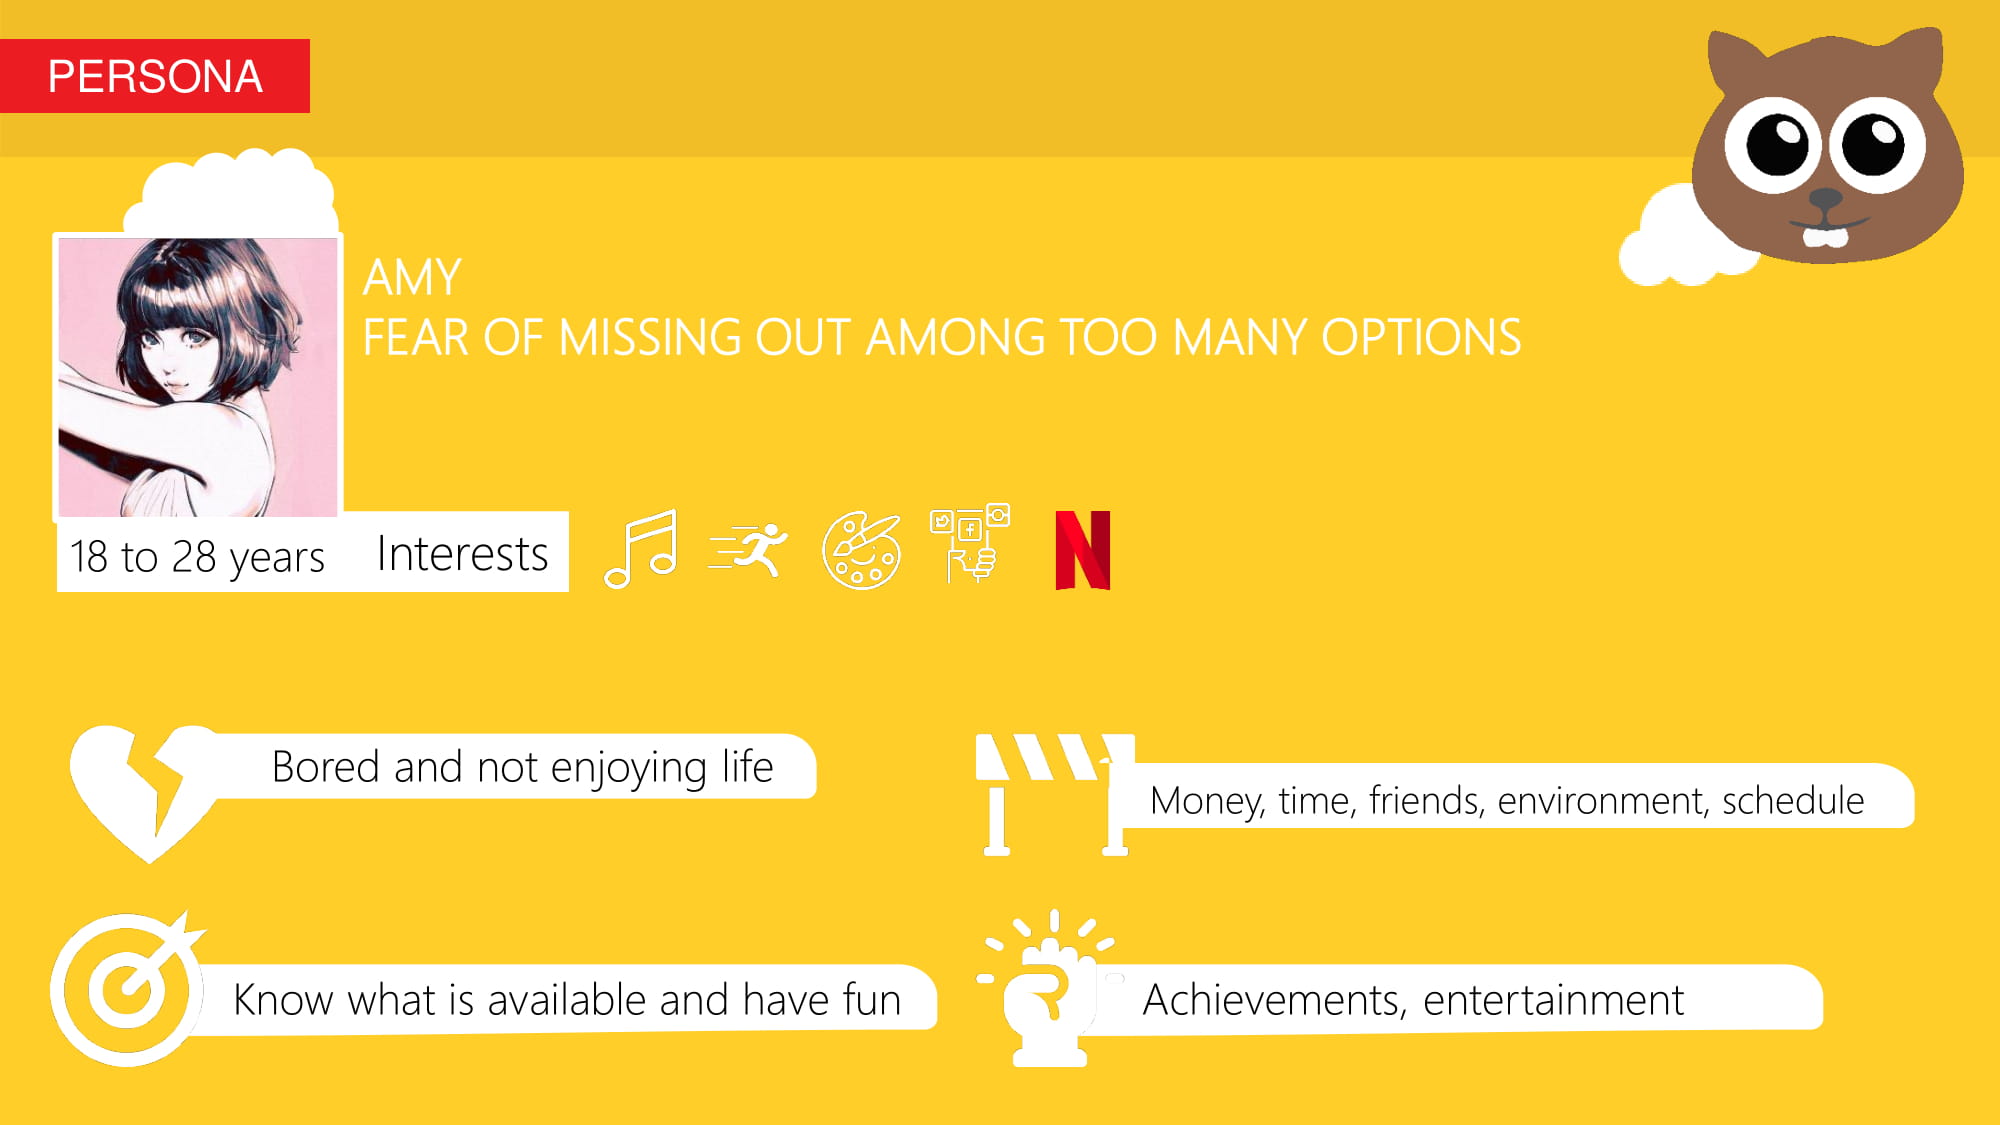 PERSONA
AMY
FEAR OF MISSING OUT AMONG TOO MANY OPTIONS
18 to 28 years
Interests
N
Bored and not enjoying life
Money, time, friends, environment, schedule
Know what is available and have fun
Achievements, entertainment